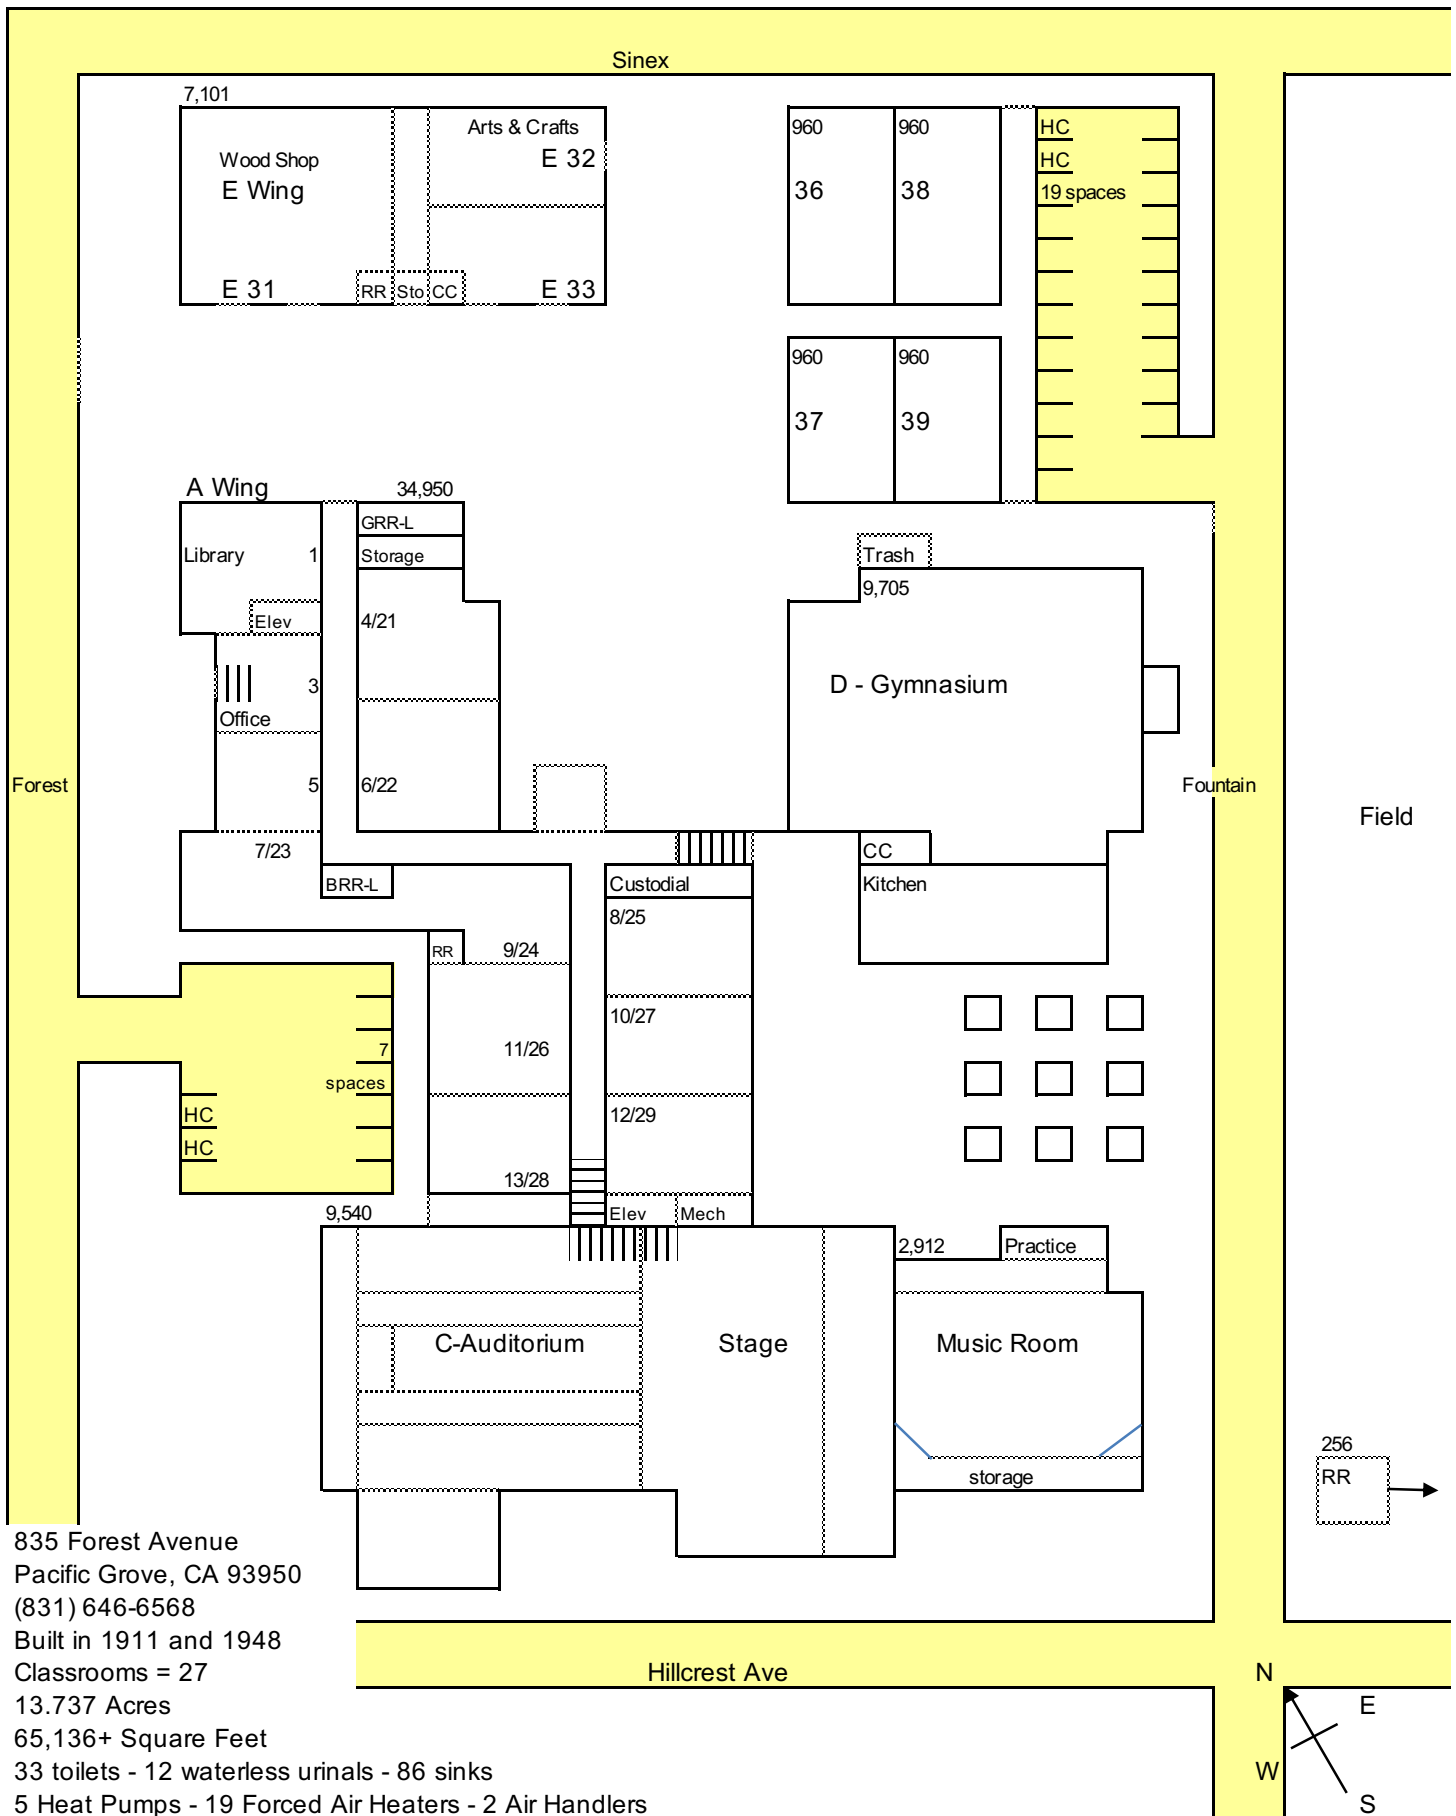 Sinex
7,101
Wood Shop
E Wing
Arts & Crafts
E 32
E 31
RR
Sto
CC
E 33
960
960
36
38
HC
HC
19 spaces
960
960
37
39
A Wing
34,950
GRR-L
Library
1
Storage
Elev
4/21
3
Office
5
6/22
Trash
9,705
D - Gymnasium
Forest
Fountain
Field
7/23
BRR-L
Custodial
CC
Kitchen
8/25
RR
9/24
10/27
11/26
7
spaces
HC
HC
12/29
13/28
9,540
Elev
Mech
2,912
Practice
C-Auditorium
Stage
Music Room
storage
256
RR
835 Forest Avenue
Pacific Grove, CA 93950
(831) 646-6568
Built in 1911 and 1948
Classrooms = 27
13.737 Acres
65,136+ Square Feet
33 toilets - 12 waterless urinals - 86 sinks
5 Heat Pumps - 19 Forced Air Heaters - 2 Air Handlers
Hillcrest Ave
N
E
W
S